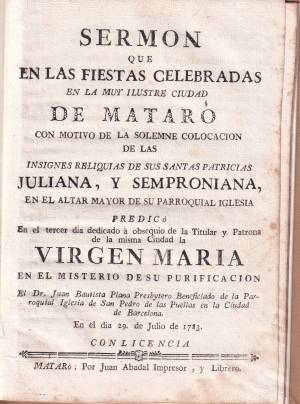 SERMON
QUE
EN LAS FIESTAS CELEBRADAS
EN LA MUY ILUSTRE CIUDAD
DE MATARÓ
CON MOTIVO DE LA SOLEMNE COLOCACION
DE LAS
INSIGNES RELIQUIAS DE SUS SANTAS PATRICIAS
JULIANA, Y SEMPRONIANA,
EN EL ALTAR MAYOR DE SU PARROQUIAL IGLESIA
PREDICÓ
En el tercer dia dedicado à obsequio de la Titular y Patrona
de la misma Ciudad la
VIRGEN MARIA
EN EL MISTERIO DE SU PURIFICACION
El Dr. Juan Bautista Plana Presbytero Beneficiado de la Par-
roquial Iglesia de San Pedro de las Puellas en la Ciudad
de Barcelona.
En el dia 29. de Julio de 1783.
CON LICENCIA
MATARÓ: Por Juan Abadal Impresor, y Librero.